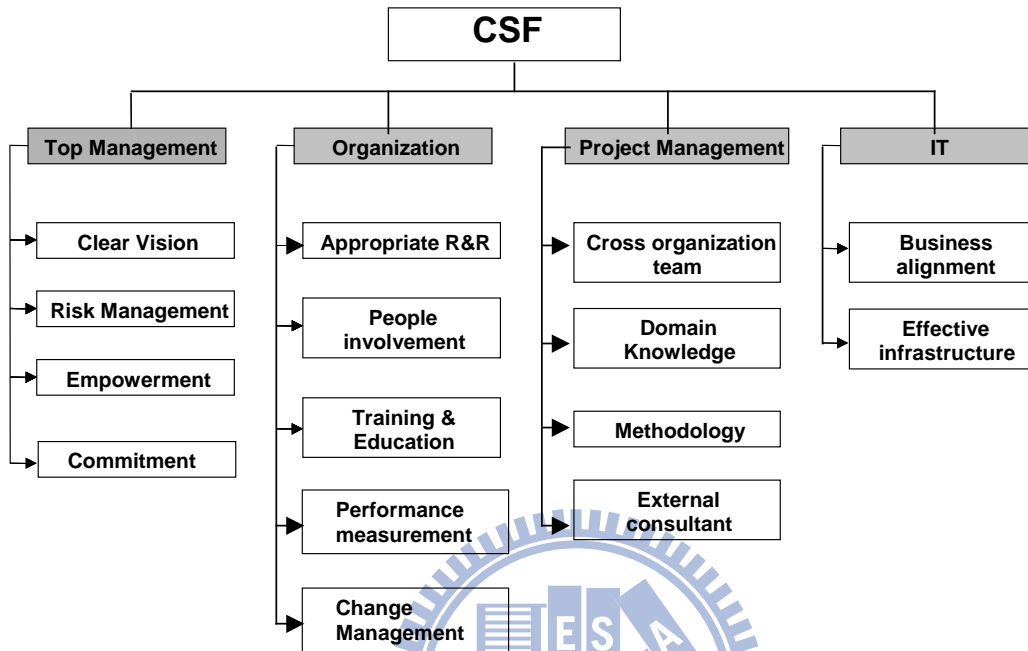 CSF
Top Management
Clear Vision
Risk Management
Empowerment
Commitment
Organization
Appropriate R&R
People
involvement
Training &
Education
Performance
measurement
Change
Management
Project Management
Cross organization
team
Domain
Knowledge
Methodology
External
consultant
IT
Business
alignment
Effective
infrastructure
E S A